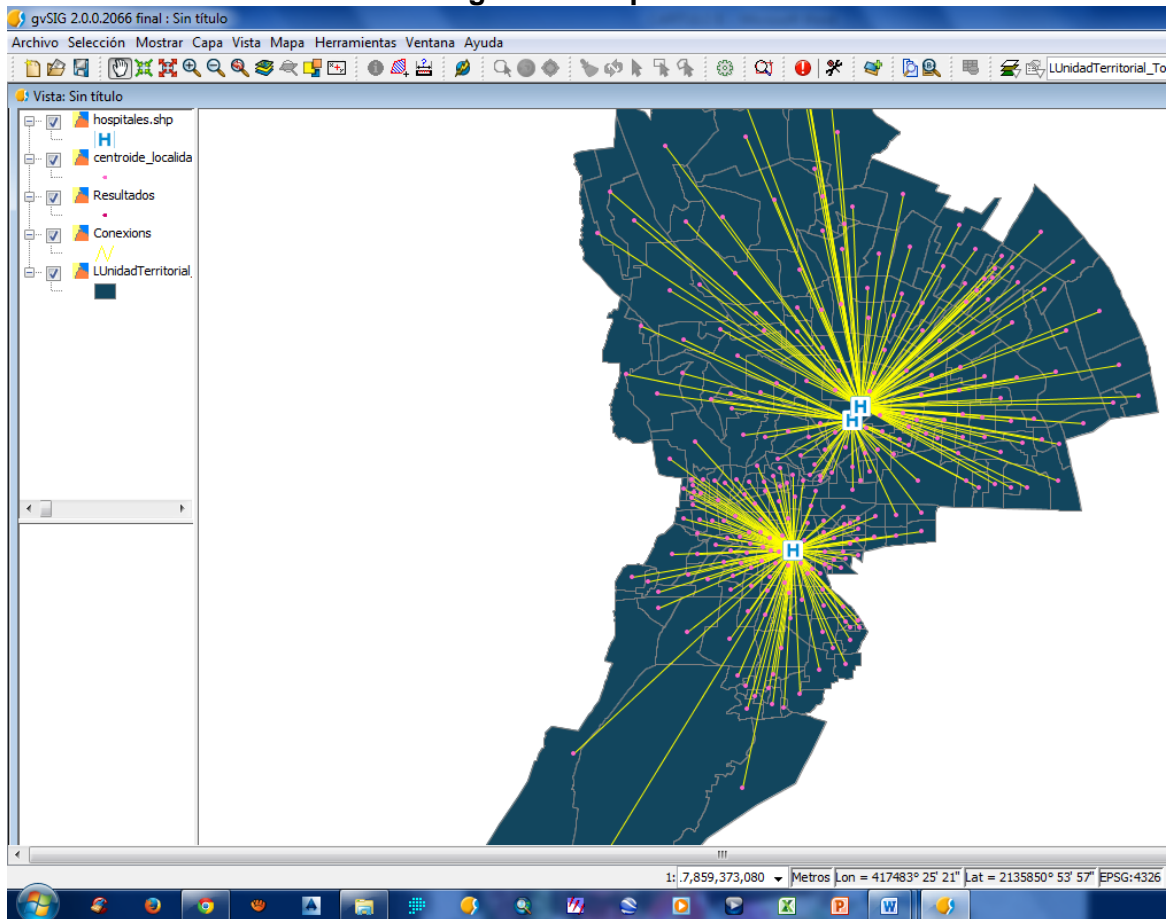 gvSIG 2.0.0.2066 final : Sin título
Archivo Selección Mostrar Capa Vista Mapa Herramientas Ventana Ayuda
LUnidadTerritorial_To
Vista: Sin título
hospitales.shp
H
centroide_localida
Resultados
Conexions
LUnidadTerritorial_
H
H
H
1: .7,859,373,080 Metros Lon = 417483° 25' 21" Lat = 2135850° 53' 57" EPSG:4326